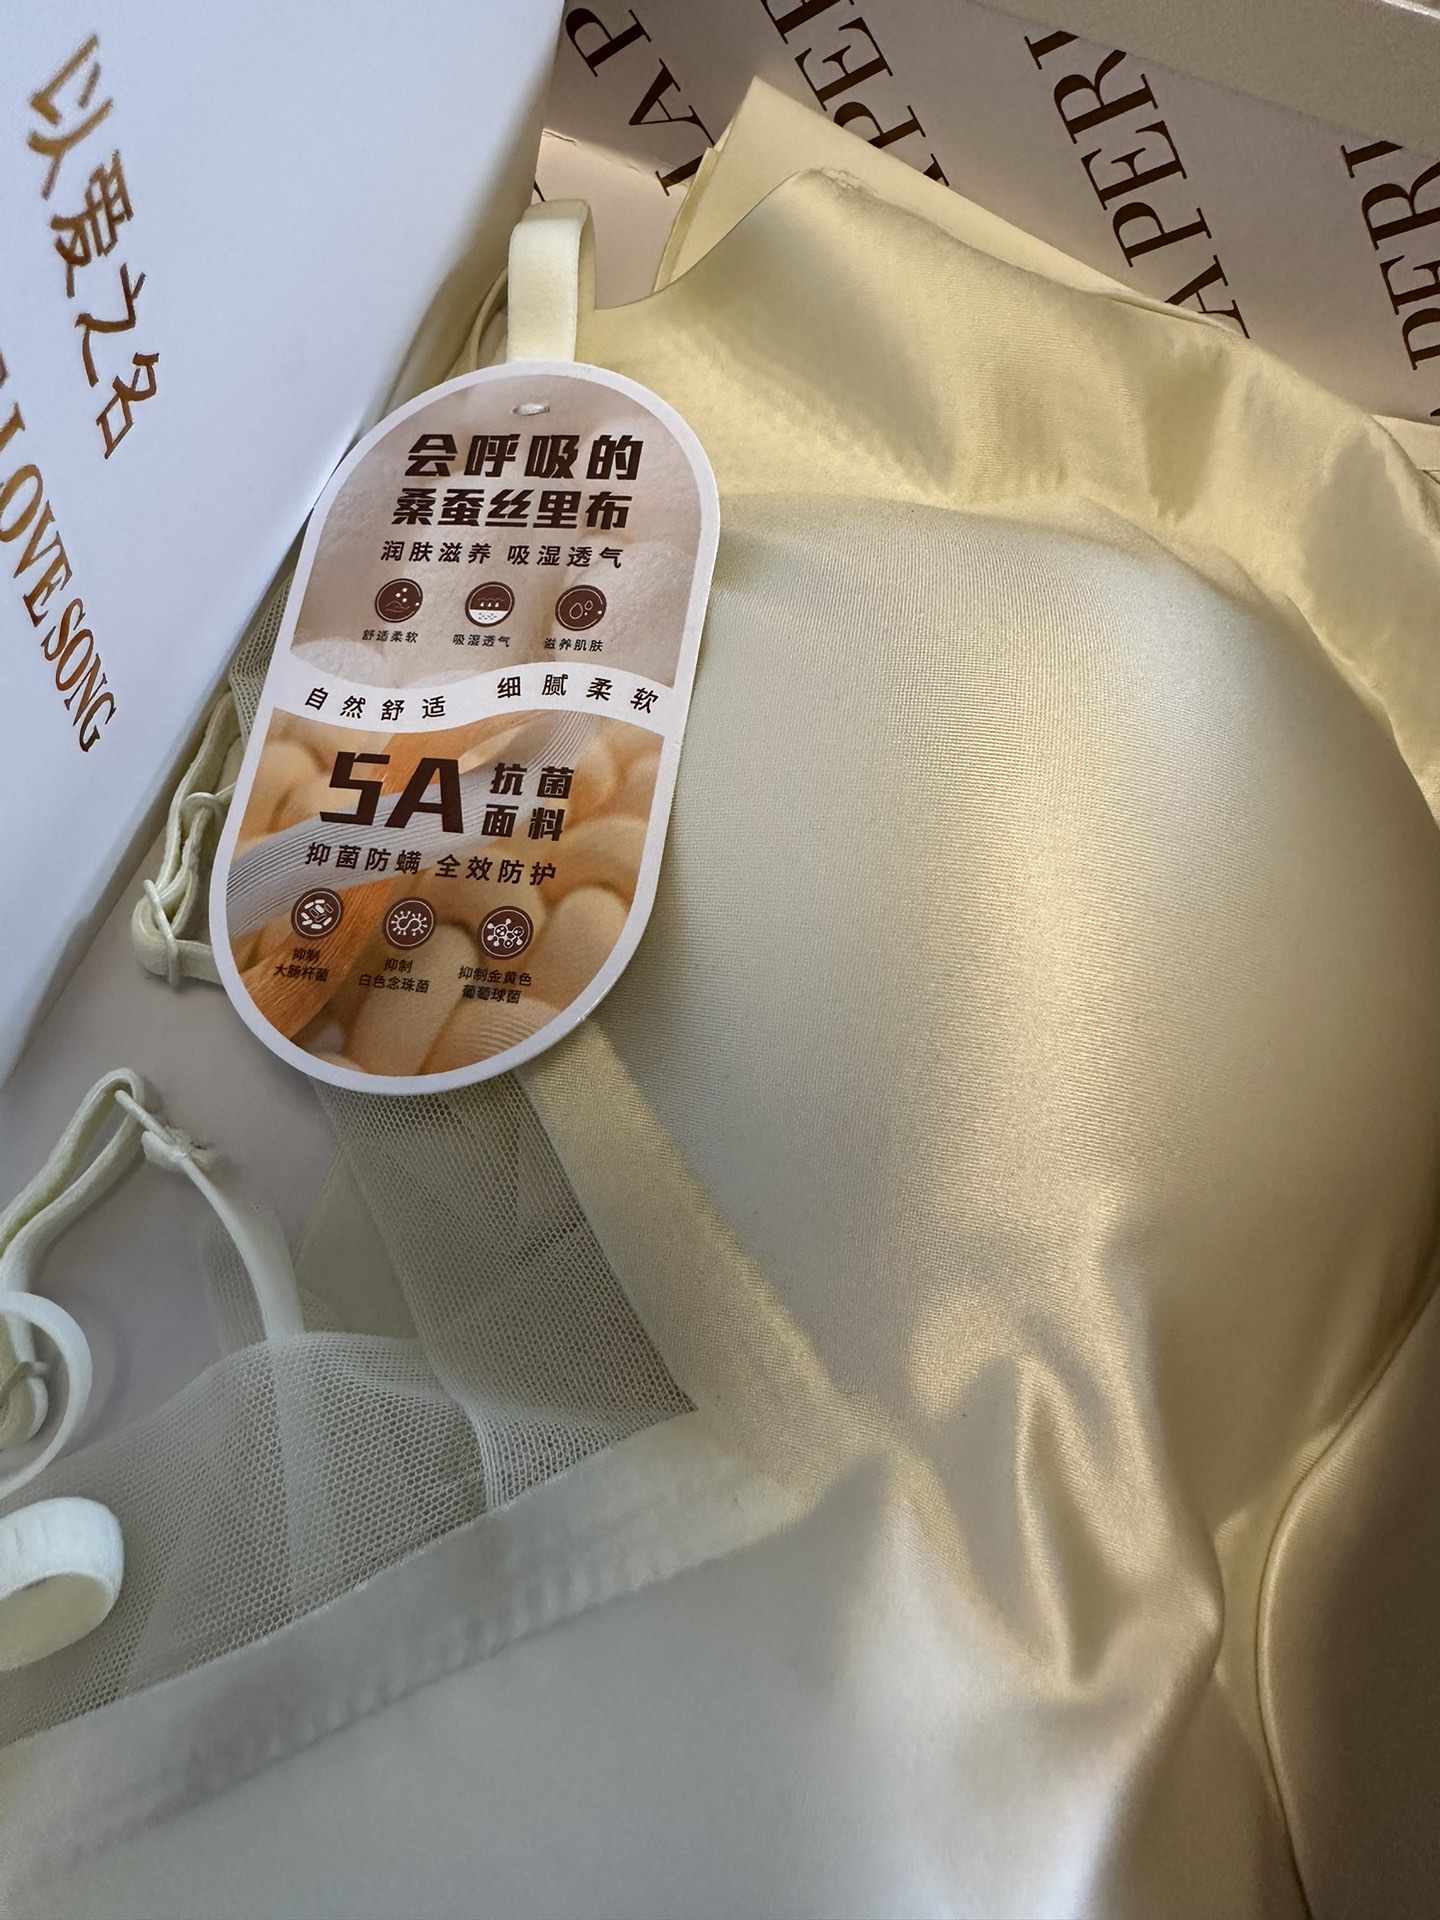 以爱之名
LOVE SONG
APERI
APERI
PERI
会呼吸的
桑蚕丝里布
润肤滋养 吸湿透气
舒适柔软
吸湿透气
滋养肌肤
自然舒适 细腻柔软
5A 抗菌
面料
抑菌防螨 全效防护
抑制
大肠杆菌
抑制
白色念珠菌
抑制金黄色
葡萄球菌